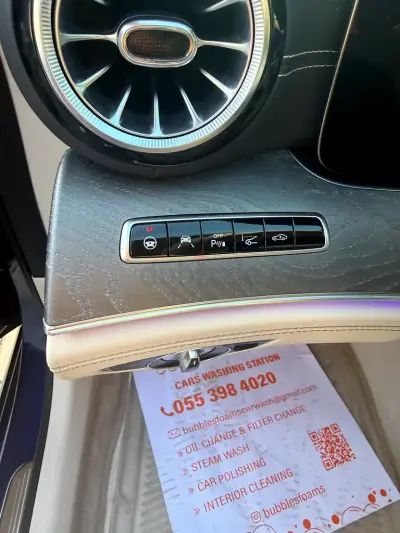 OFF
P
CARS WASHING STATION
055 398 4020
bubblesfoamscarwash@gmail.com
» OIL CHANGE & FILTER CHANGE
» STEAM WASH
» CAR POLISHING
» INTERIOR CLEANING
@bubblesfoams